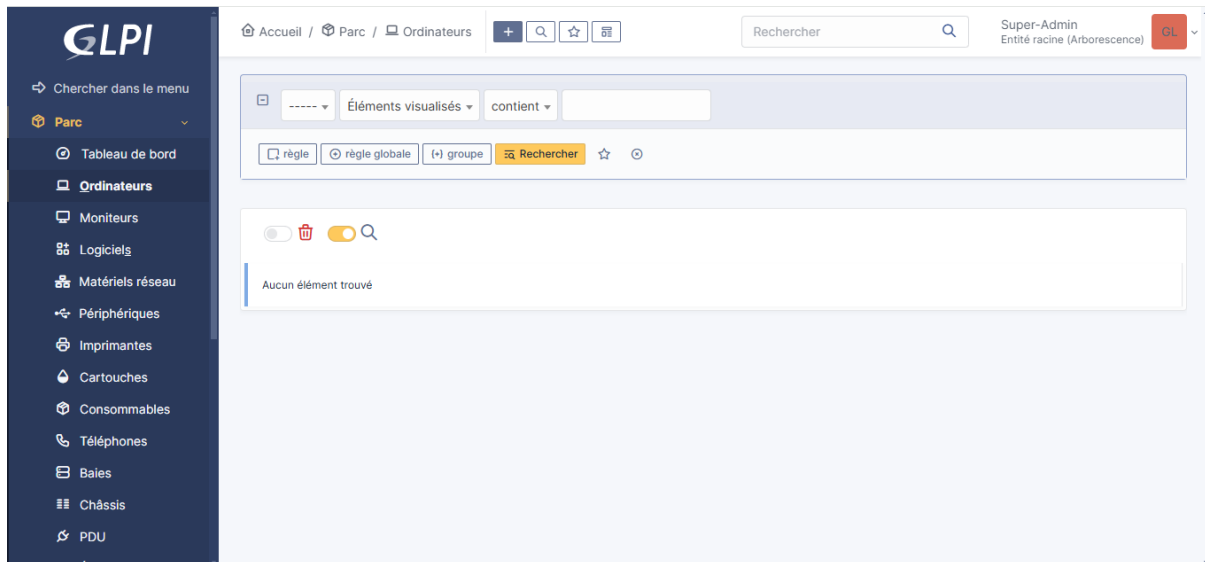 GLPI
Accueil / Parc / Ordinateurs
Rechercher
Super-Admin
Entité racine (Arborescence)
GL
Chercher dans le menu
Parc
Tableau de bord
Ordinateurs
Moniteurs
Logiciels
Matériels réseau
Périphériques
Imprimantes
Cartouches
Consommables
Téléphones
Baies
Châssis
PDU
----- Éléments visualisés contient
règle règle globale (+) groupe Rechercher
Aucun élément trouvé